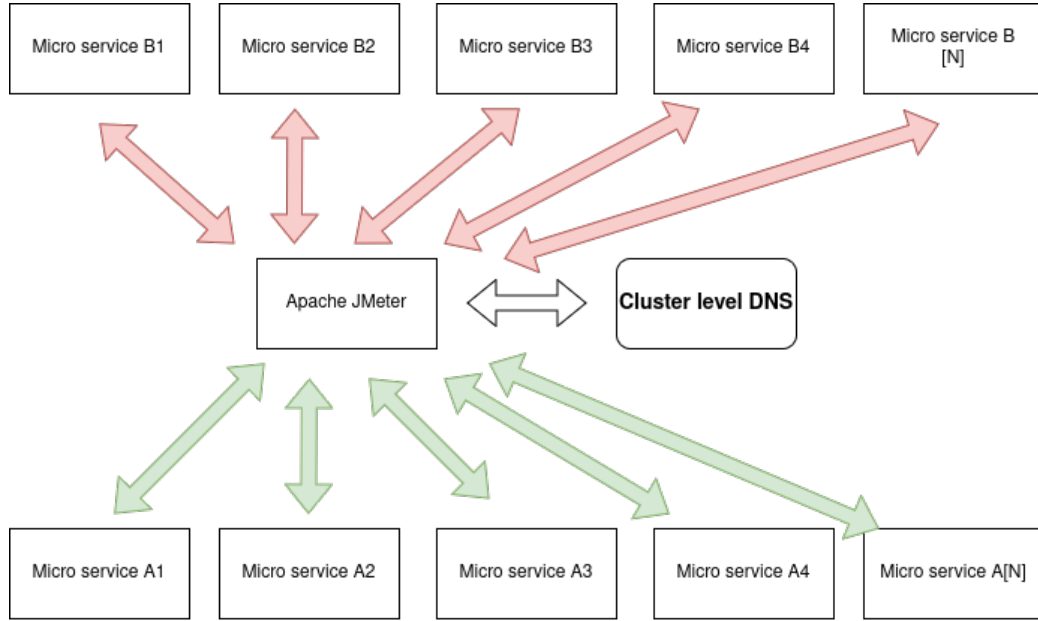 Micro service B1
Micro service B2
Micro service B3
Micro service B4
Micro service B
[N]
Apache JMeter
Cluster level DNS
Micro service A1
Micro service A2
Micro service A3
Micro service A4
Micro service A[N]